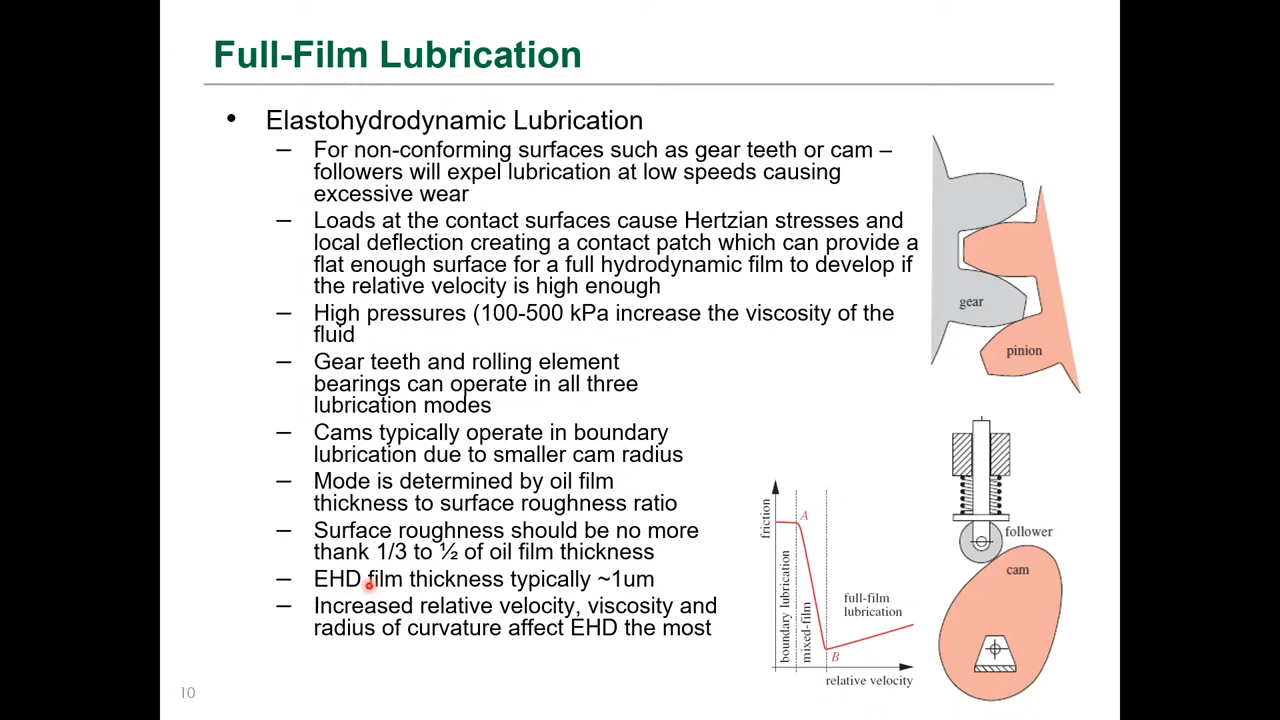 Full-Film Lubrication
• Elastohydrodynamic Lubrication
– For non-conforming surfaces such as gear teeth or cam –
followers will expel lubrication at low speeds causing
excessive wear
– Loads at the contact surfaces cause Hertzian stresses and
local deflection creating a contact patch which can provide a
flat enough surface for a full hydrodynamic film to develop if
the relative velocity is high enough
– High pressures (100-500 kPa increase the viscosity of the
fluid
– Gear teeth and rolling element
bearings can operate in all three
lubrication modes
– Cams typically operate in boundary
lubrication due to smaller cam radius
– Mode is determined by oil film
thickness to surface roughness ratio
– Surface roughness should be no more
thank 1/3 to ½ of oil film thickness
– EHD film thickness typically ~1um
– Increased relative velocity, viscosity and
radius of curvature affect EHD the most
gear
pinion
follower
cam
friction
A
boundary lubrication
mixed-film
full-film
lubrication
B
relative velocity
10